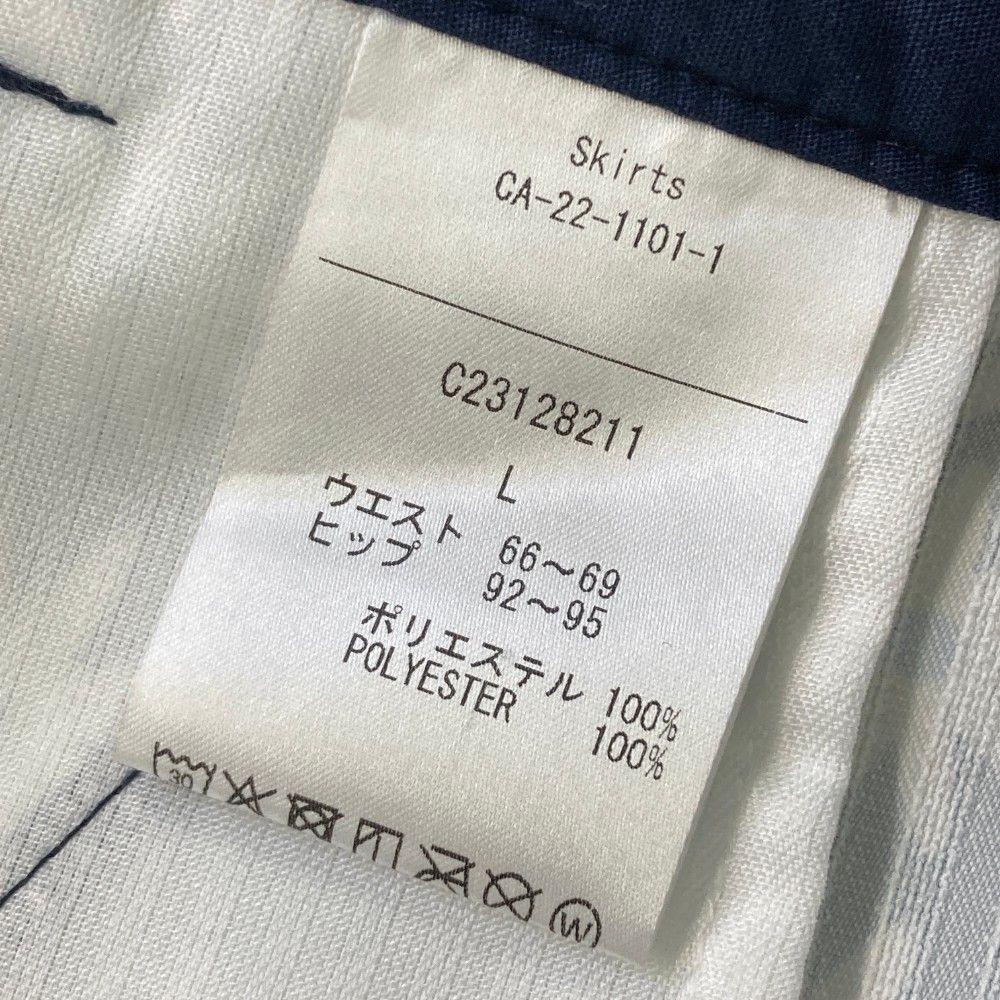 Skirts
CA-22-1101-1
C23128211
L
ウエスト 66～69
ヒップ 92～95
ポリエステル 100%
POLYESTER 100%
30
W